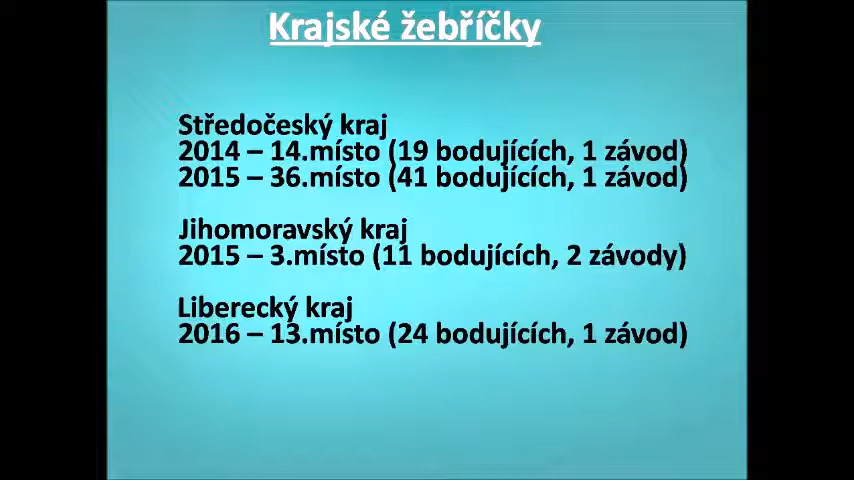 Krajské žebříčky
Středočeský kraj
2014 – 14.místo (19 bodujících, 1 závod)
2015 – 36.místo (41 bodujících, 1 závod)
Jihomoravský kraj
2015 – 3.místo (11 bodujících, 2 závody)
Liberecký kraj
2016 – 13.místo (24 bodujících, 1 závod)